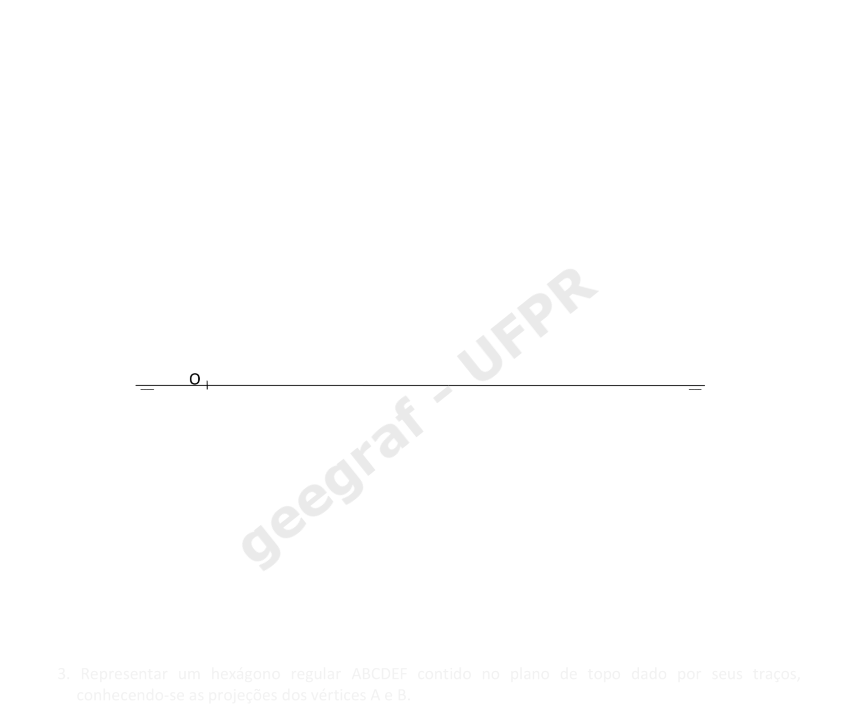 O
geegraf – UFPR
3. Representar um hexágono regular ABCDEF contido no plano de topo dado por seus traços,
conhecendo-se as projeções dos vértices A e B.